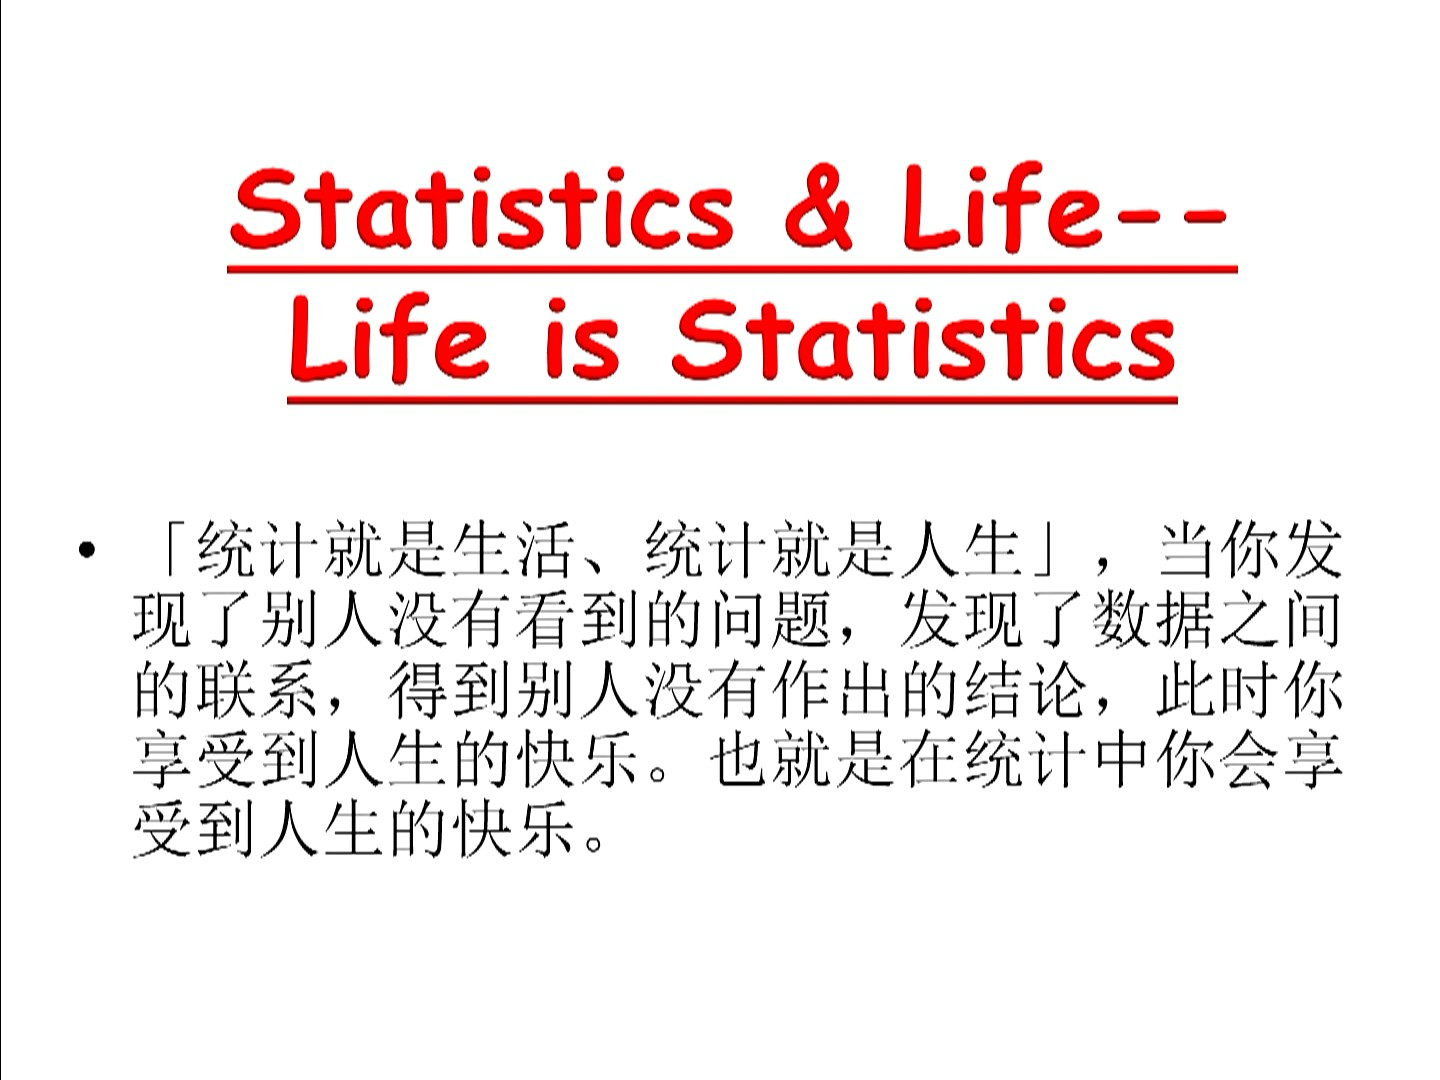 Statistics & Life--
Life is Statistics
• 「统计就是生活、统计就是人生」，当你发
现了别人没有看到的问题，发现了数据之间
的联系，得到别人没有作出的结论，此时你
享受到人生的快乐。也就是在统计中你会享
受到人生的快乐。